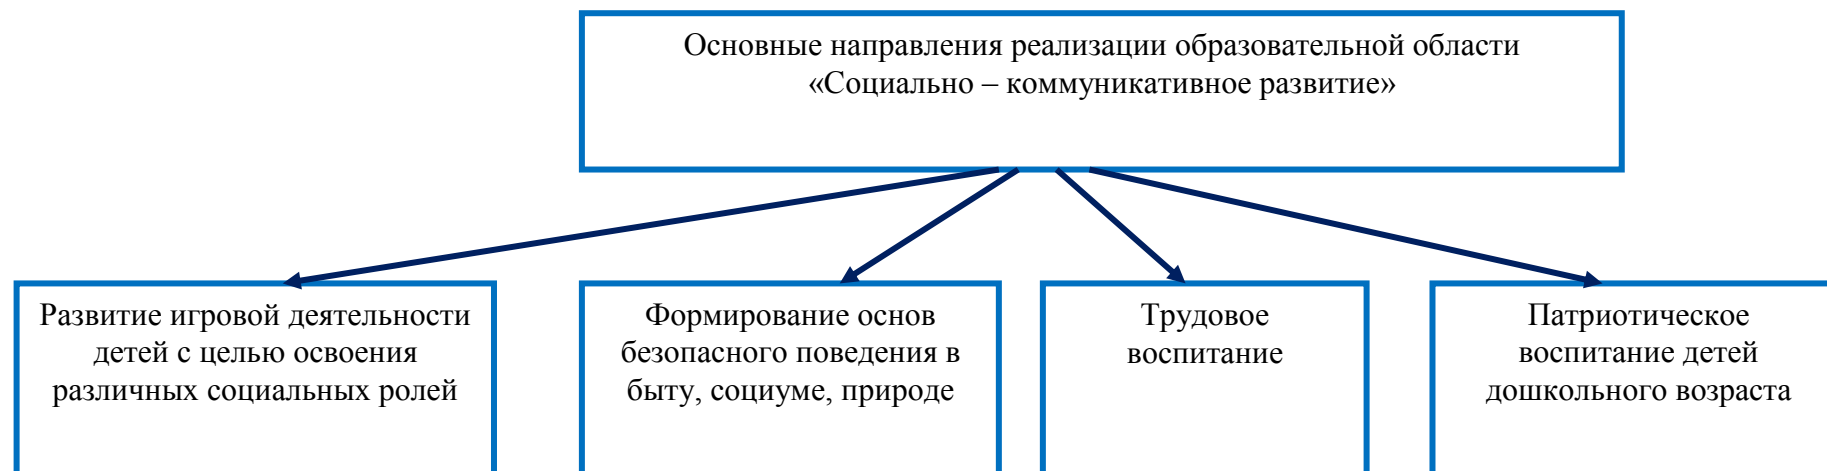 Основные направления реализации образовательной области
«Социально – коммуникативное развитие»
Развитие игровой деятельности
детей с целью освоения
различных социальных ролей
Формирование основ
безопасного поведения в
быту, социуме, природе
Трудовое
воспитание
Патриотическое
воспитание детей
дошкольного возраста